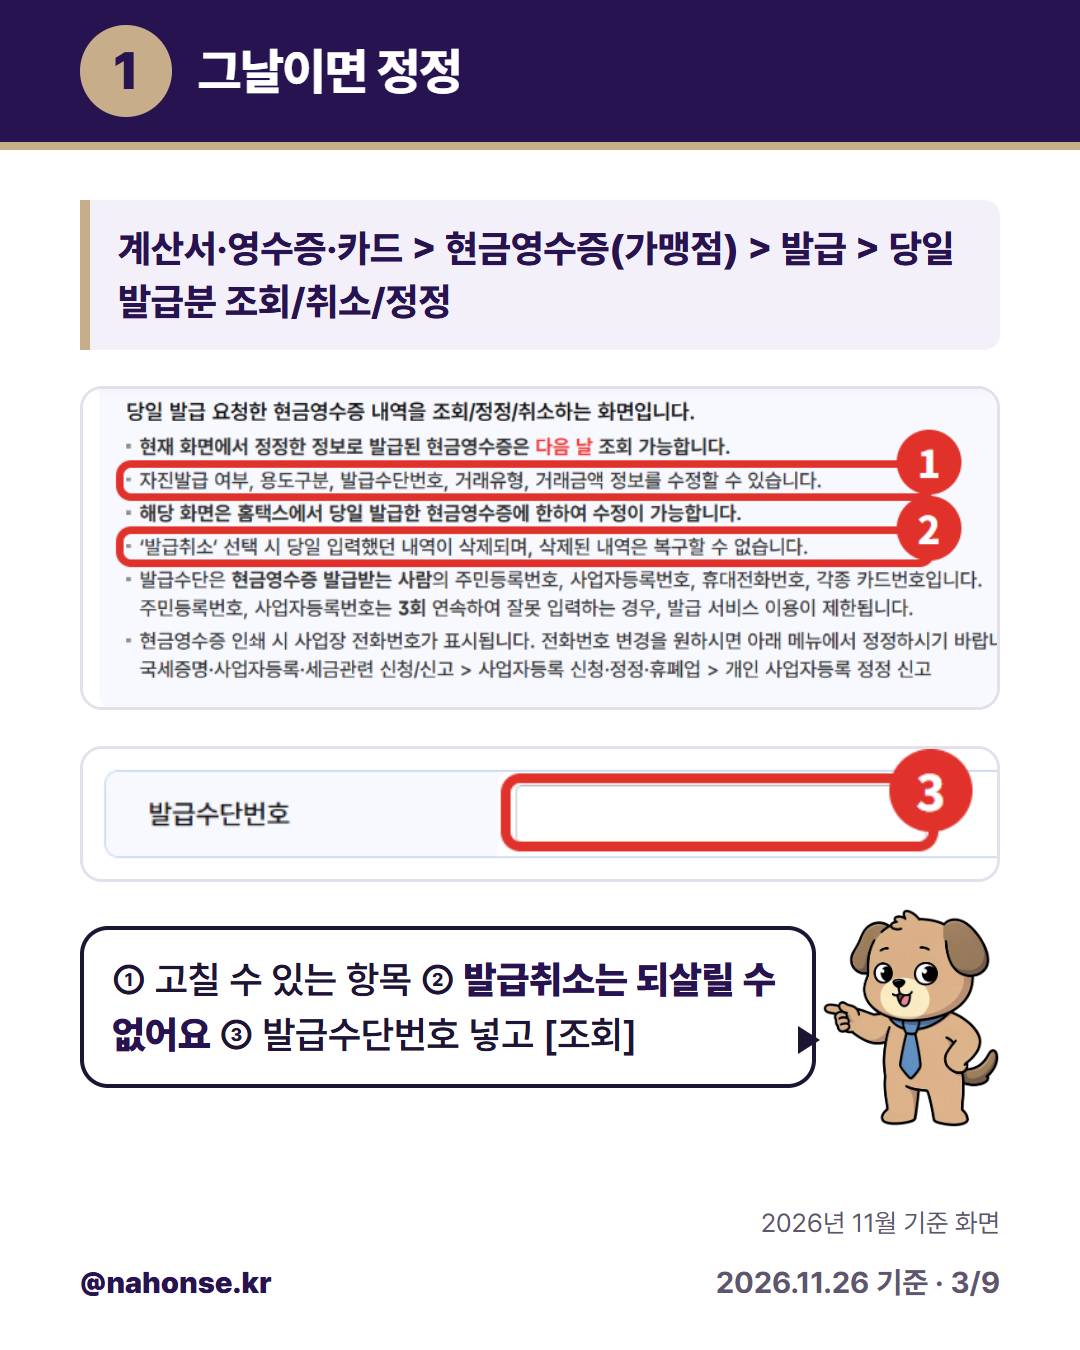 1 그날이면 정정
계산서·영수증·카드 > 현금영수증(가맹점) > 발급 > 당일
발급분 조회/취소/정정
당일 발급 요청한 현금영수증 내역을 조회/정정/취소하는 화면입니다.
현재 화면에서 정정한 정보로 발급된 현금영수증은 다음 날 조회 가능합니다.
자진발급 여부, 용도구분, 발급수단번호, 거래유형, 거래금액 정보를 수정할 수 있습니다. 1
해당 화면은 홈택스에서 당일 발급한 현금영수증에 한하여 수정이 가능합니다.
'발급취소' 선택 시 당일 입력했던 내역이 삭제되며, 삭제된 내역은 복구할 수 없습니다. 2
발급수단은 현금영수증 발급받는 사람의 주민등록번호, 사업자등록번호, 휴대전화번호, 각종 카드번호입니다.
주민등록번호, 사업자등록번호는 3회 연속하여 잘못 입력하는 경우, 발급 서비스 이용이 제한됩니다.
현금영수증 인쇄 시 사업장 전화번호가 표시됩니다. 전화번호 변경을 원하시면 아래 메뉴에서 정정하시기
국세증명·사업자등록·세금관련 신청/신고 > 사업자등록 신청·정정·휴폐업 > 개인 사업자등록 정정 신고
발급수단번호 3
① 고칠 수 있는 항목 ② 발급취소는 되살릴 수
없어요 ③ 발급수단번호 넣고 [조회]
2026년 11월 기준 화면
@nahonse.kr 2026.11.26 기준 · 3/9